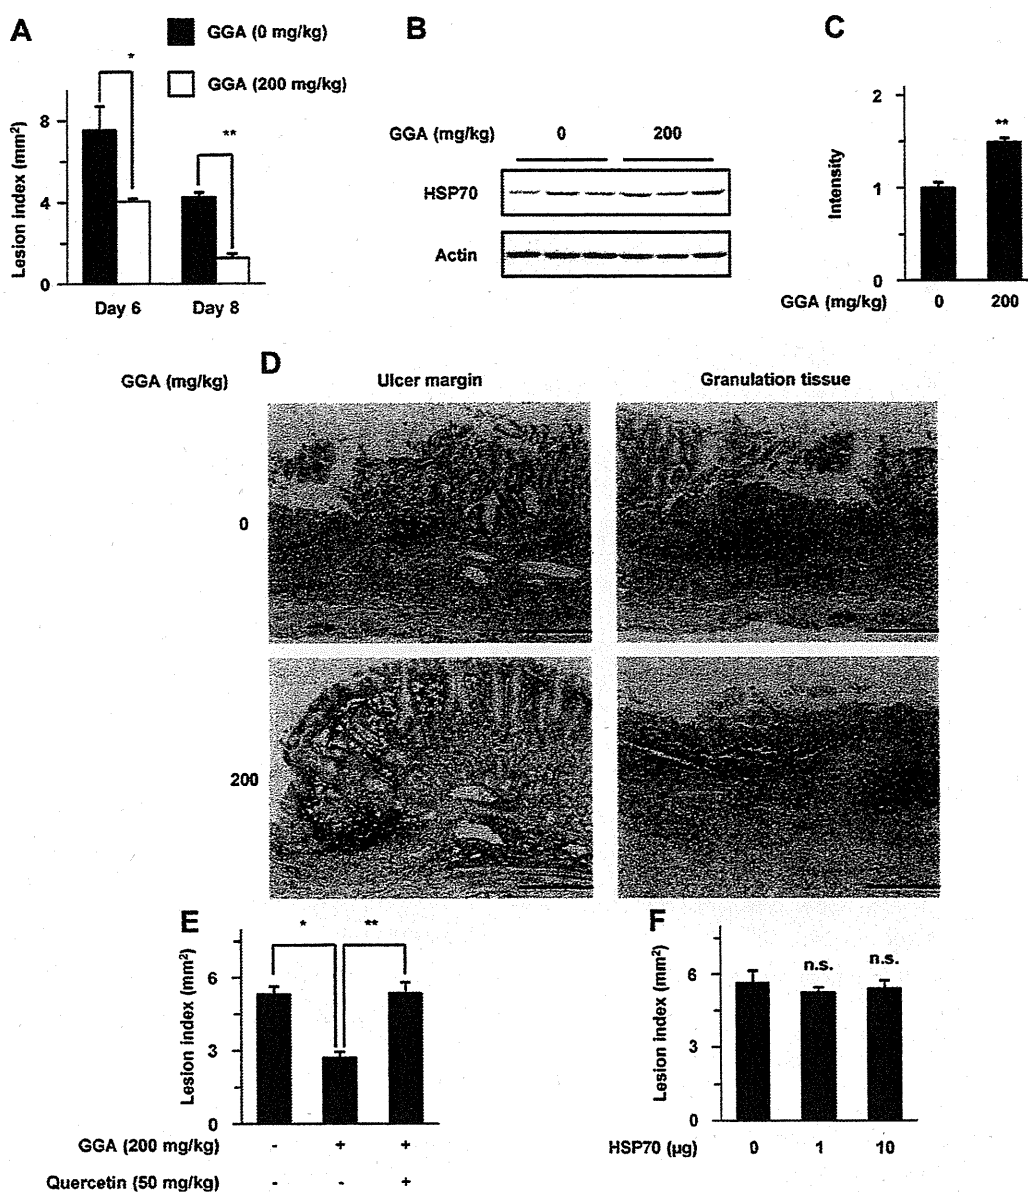 A
GGA (0 mg/kg)
GGA (200 mg/kg)
*
**
Lesion index (mm²)
8
4
0
Day 6
Day 8
B
GGA (mg/kg)
0
200
HSP70
Actin
C
2
**
Intensity
1
0
GGA (mg/kg)
0
200
D
GGA (mg/kg)
Ulcer margin
Granulation tissue
0
200
E
*
**
Lesion index (mm²)
6
3
0
GGA (200 mg/kg)
- + +
Quercetin (50 mg/kg)
- - +
F
n.s.
n.s.
Lesion index (mm²)
6
3
0
HSP70 (μg)
0 1 10